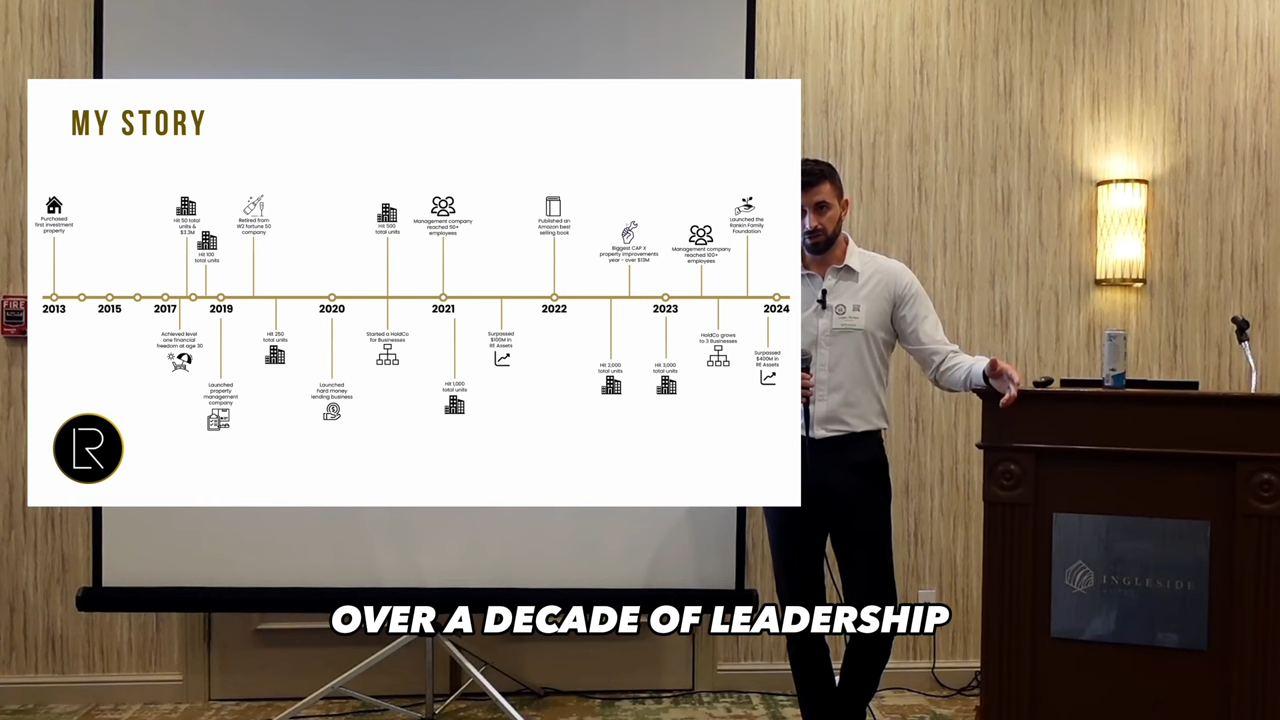 MY STORY
Purchased
first investment
property
Hit 50 total
units &
$3.3M
Hit 100
total units
Retired from
W2 fortune 50
company
Hit 500
total units
Management company
reached 50+
employees
Published an
Amazon best
selling book
Biggest CAP X
property improvements
year - over $13M
Management company
reached 100+
employees
Launched the
Rankin Family
Foundation
2013
2015
2017
2019
2020
2021
2022
2023
2024
Achieved level
one financial
freedom at age 30
Launched
property
management
company
Hit 250
total units
Launched
hard money
lending business
Started a HoldCo
for Businesses
Hit 1,000
total units
Surpassed
$100M in
RE Assets
Hit 2,000
total units
Hit 3,000
total units
HoldCo grows
to 3 Businesses
Surpassed
$400M in
RE Assets
LR
FIRE
INGLESIDE
OVER A DECADE OF LEADERSHIP